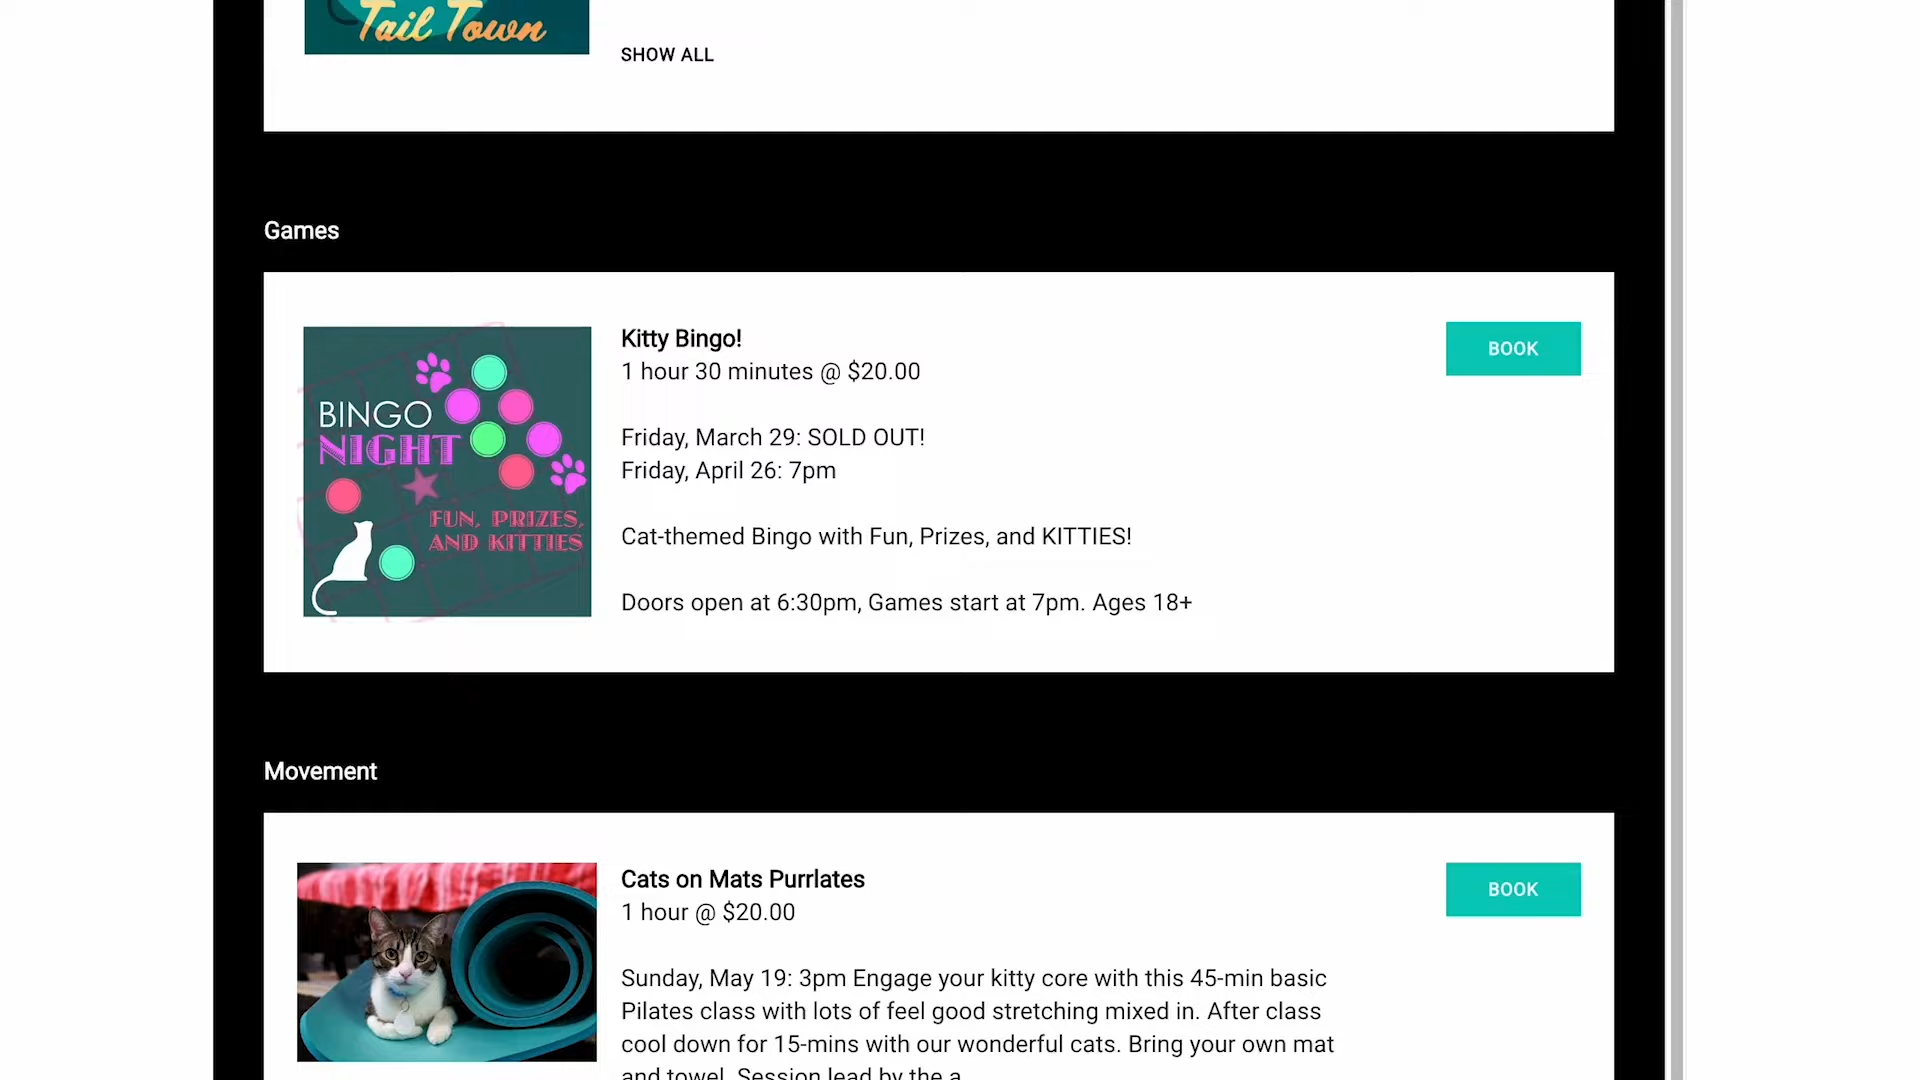 Tail Town
SHOW ALL
Games
Kitty Bingo!
BOOK
1 hour 30 minutes @ $20.00
Friday, March 29: SOLD OUT!
Friday, April 26: 7pm
Cat-themed Bingo with Fun, Prizes, and KITTIES!
Doors open at 6:30pm, Games start at 7pm. Ages 18+
BINGO
NIGHT
FUN, PRIZES,
AND KITTIES
Movement
Cats on Mats Purrlates
BOOK
1 hour @ $20.00
Sunday, May 19: 3pm Engage your kitty core with this 45-min basic
Pilates class with lots of feel good stretching mixed in. After class
cool down for 15-mins with our wonderful cats. Bring your own mat
and towel. Session lead by the a